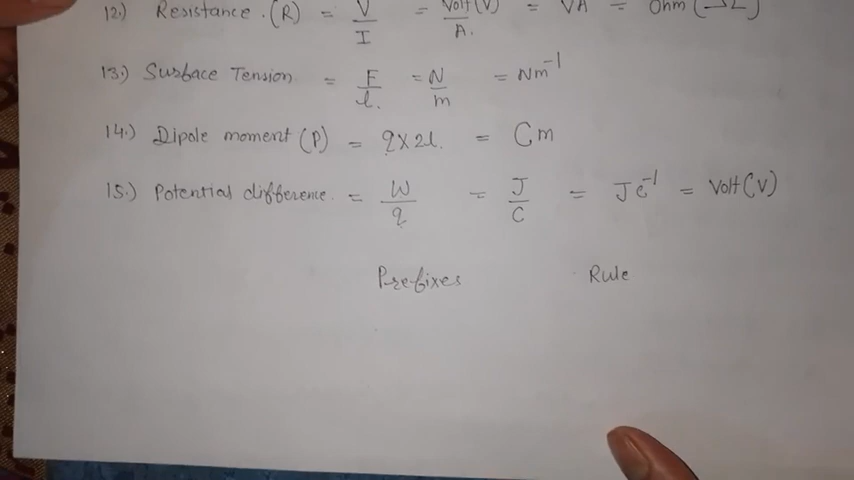 12.) Resistance. (R) = V/I = Volt(V)/A. = VA = Ohm (Ω)
13.) Surface Tension = F/l. = N/m = Nm⁻¹
14.) Dipole moment (P) = q×2l. = Cm
15.) Potential difference. = W/q = J/C = JC⁻¹ = Volt(V)
Prefixes Rule